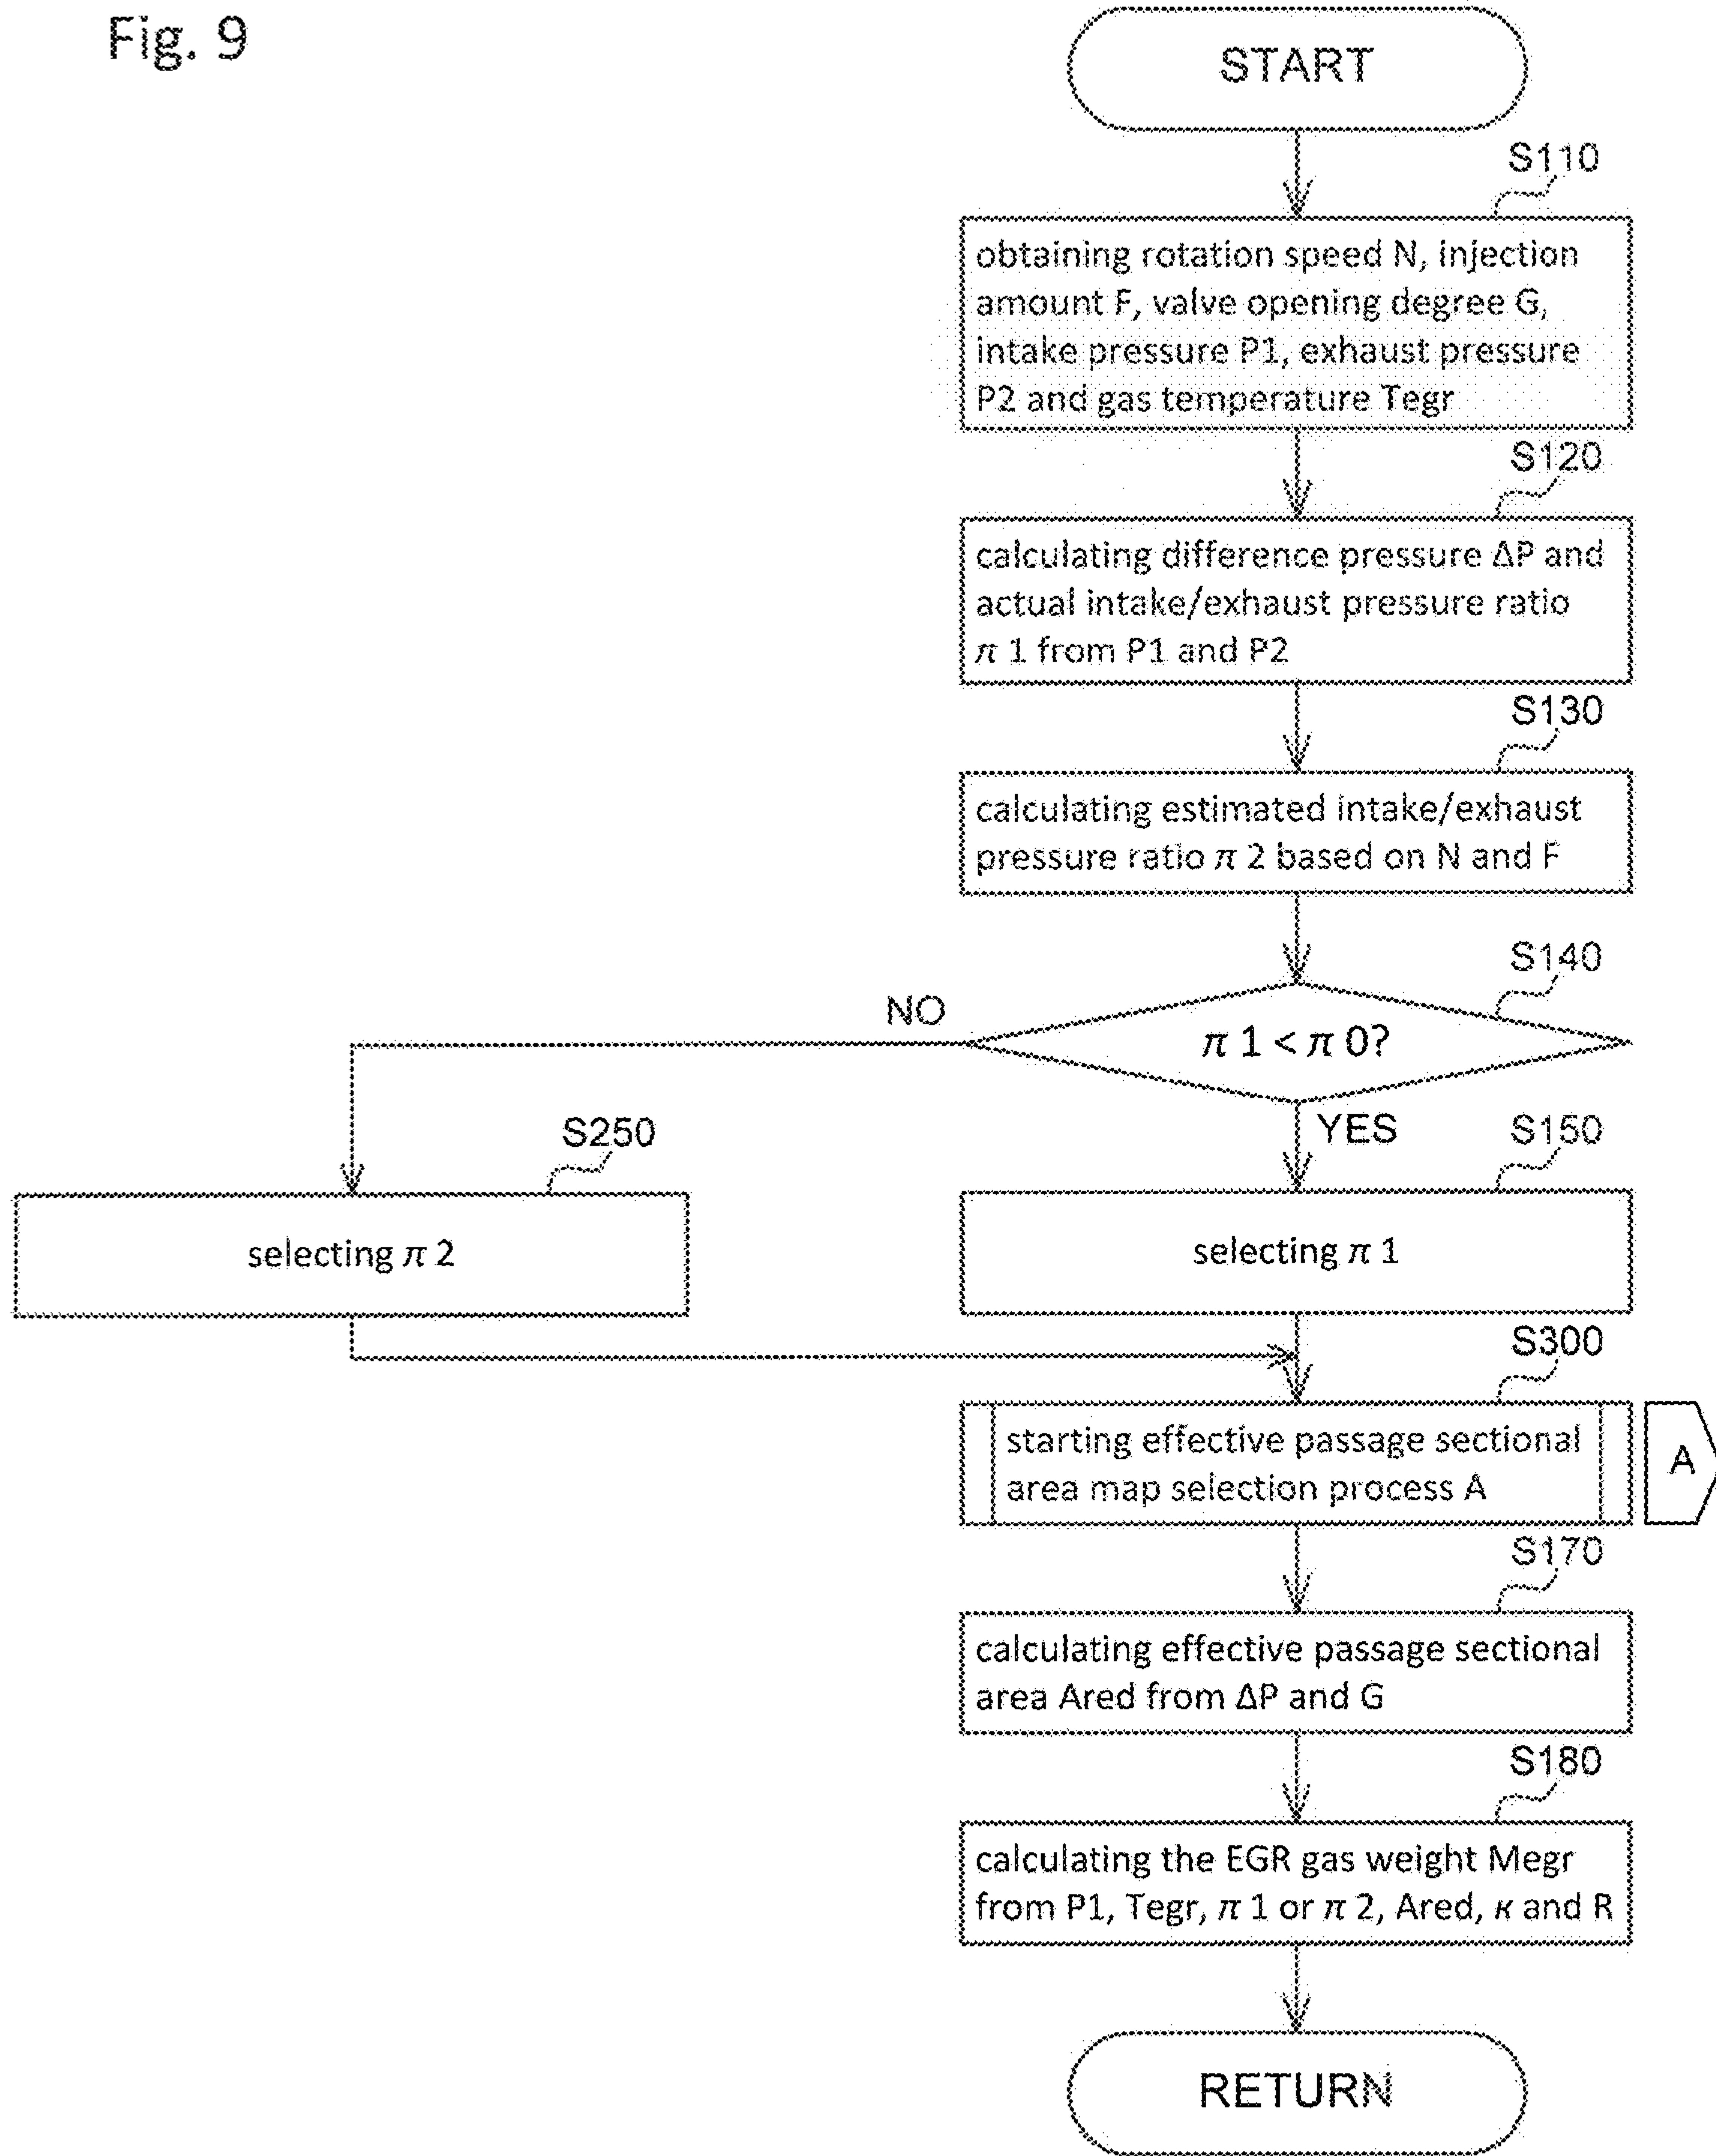 Fig. 9
START
S110
obtaining rotation speed N, injection
amount F, valve opening degree G,
intake pressure P1, exhaust pressure
P2 and gas temperature Tegr
S120
calculating difference pressure ΔP and
actual intake/exhaust pressure ratio
π 1 from P1 and P2
S130
calculating estimated intake/exhaust
pressure ratio π 2 based on N and F
S140
π 1 < π 0?
NO
YES
S250
selecting π 2
S150
selecting π 1
S300
starting effective passage sectional
area map selection process A
A
S170
calculating effective passage sectional
area Ared from ΔP and G
S180
calculating the EGR gas weight Megr
from P1, Tegr, π 1 or π 2, Ared, κ and R
RETURN